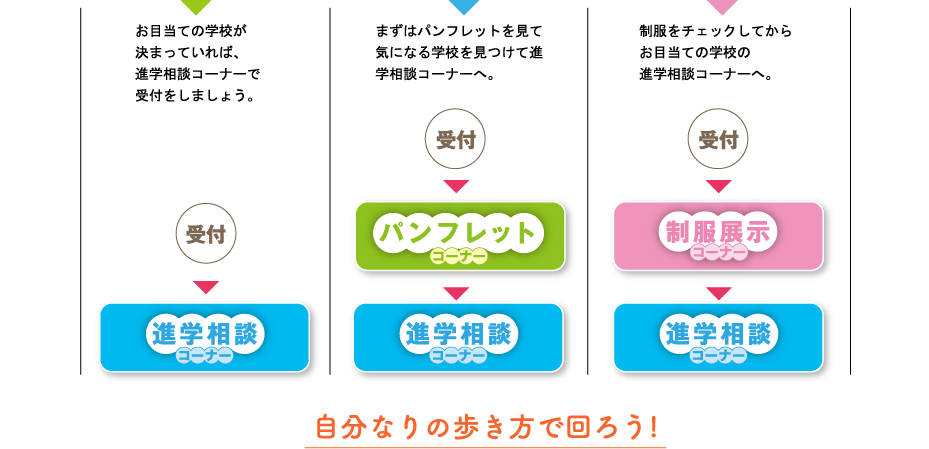 お目当ての学校が
決まっていれば、
進学相談コーナーで
受付をしましょう。
受付
進学相談
コーナー
まずはパンフレットを見て
気になる学校を見つけて進
学相談コーナーへ。
受付
パンフレット
コーナー
進学相談
コーナー
制服をチェックしてから
お目当ての学校の
進学相談コーナーへ。
受付
制服展示
コーナー
進学相談
コーナー
自分なりの歩き方で回ろう!